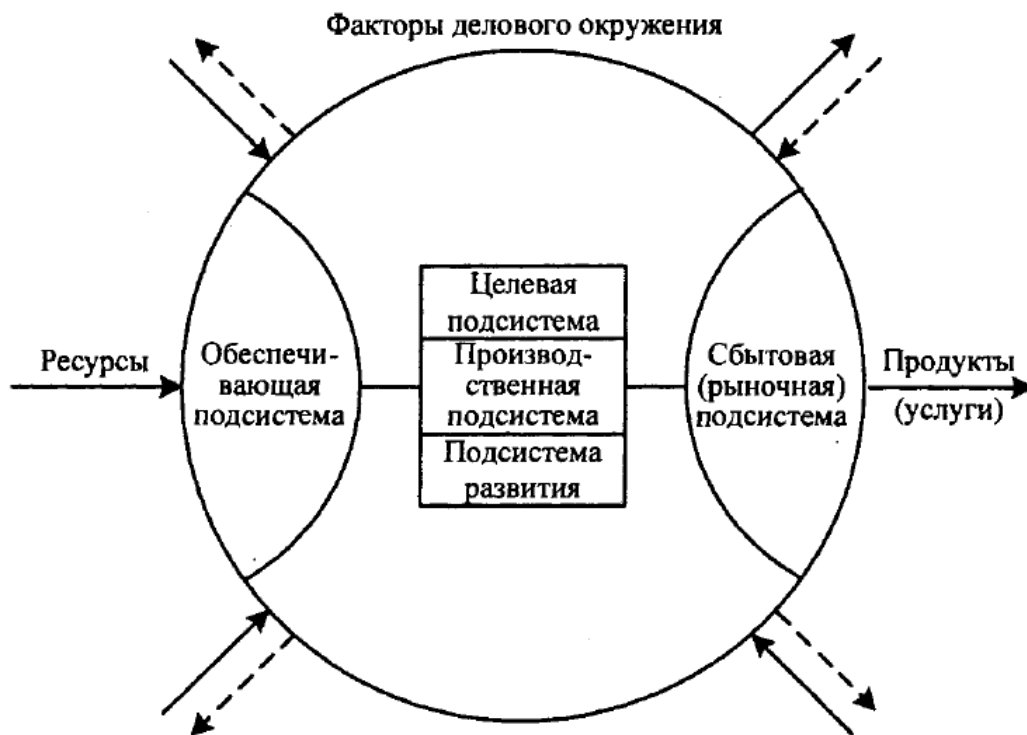 Факторы делового окружения
Целевая
подсистема
Ресурсы
Обеспечи-
вающая
подсистема
Производ-
ственная
подсистема
Сбытовая
(рыночная)
подсистема
Продукты
(услуги)
Подсистема
развития